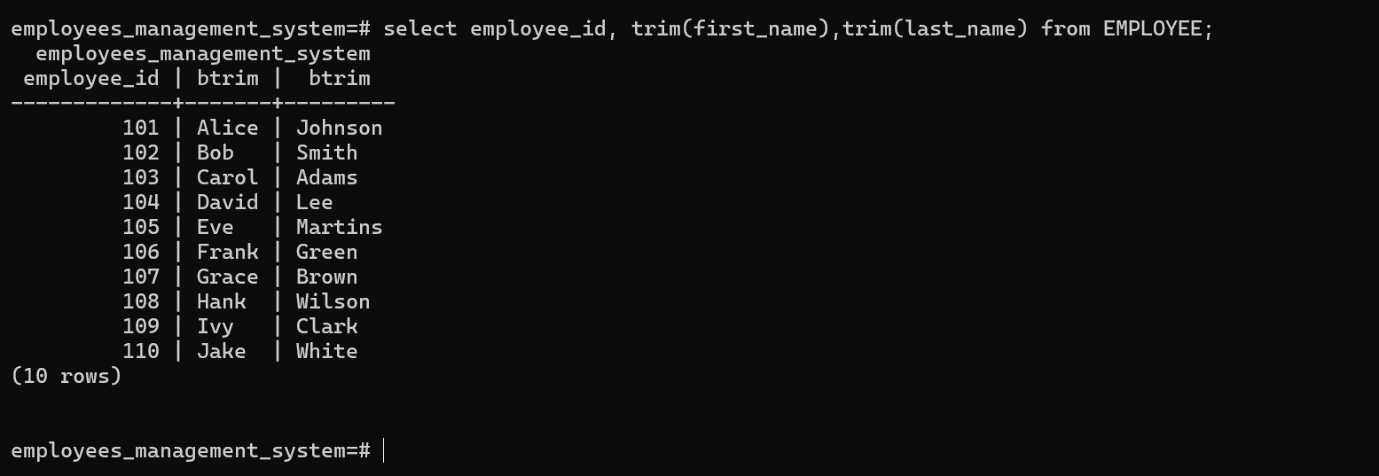 employees_management_system=# select employee_id, trim(first_name),trim(last_name) from EMPLOYEE;
  employees_management_system
 employee_id | btrim |  btrim
-------------+-------+---------
         101 | Alice | Johnson
         102 | Bob   | Smith
         103 | Carol | Adams
         104 | David | Lee
         105 | Eve   | Martins
         106 | Frank | Green
         107 | Grace | Brown
         108 | Hank  | Wilson
         109 | Ivy   | Clark
         110 | Jake  | White
(10 rows)
employees_management_system=#